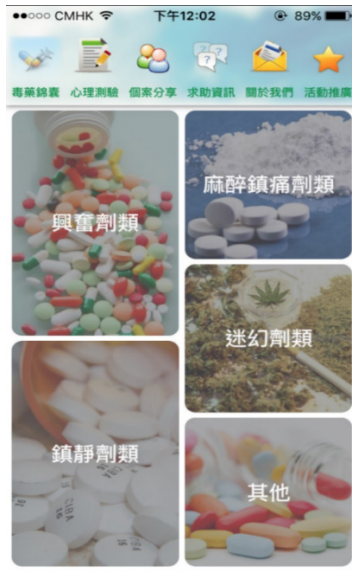 CMHK 下午12:02 89%
毒藥錦囊 心理測驗 個案分享 求助資訊 關於我們 活動推廣
興奮劑類
麻醉鎮痛劑類
迷幻劑類
鎮靜劑類
其他
CIBA